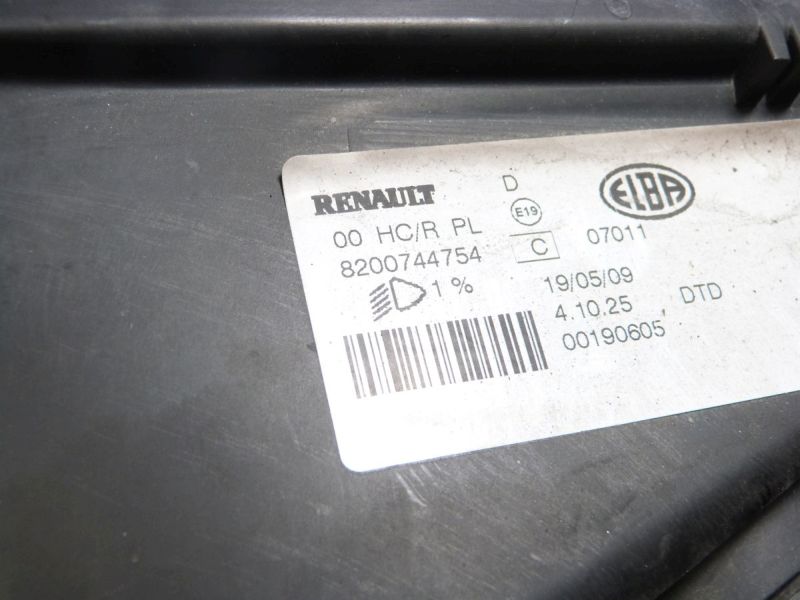 RENAULT D ELBA
E19
00 HC/R PL 07011
8200744754 C
1 % 19/05/09
4.10.25 , DTD
00190605